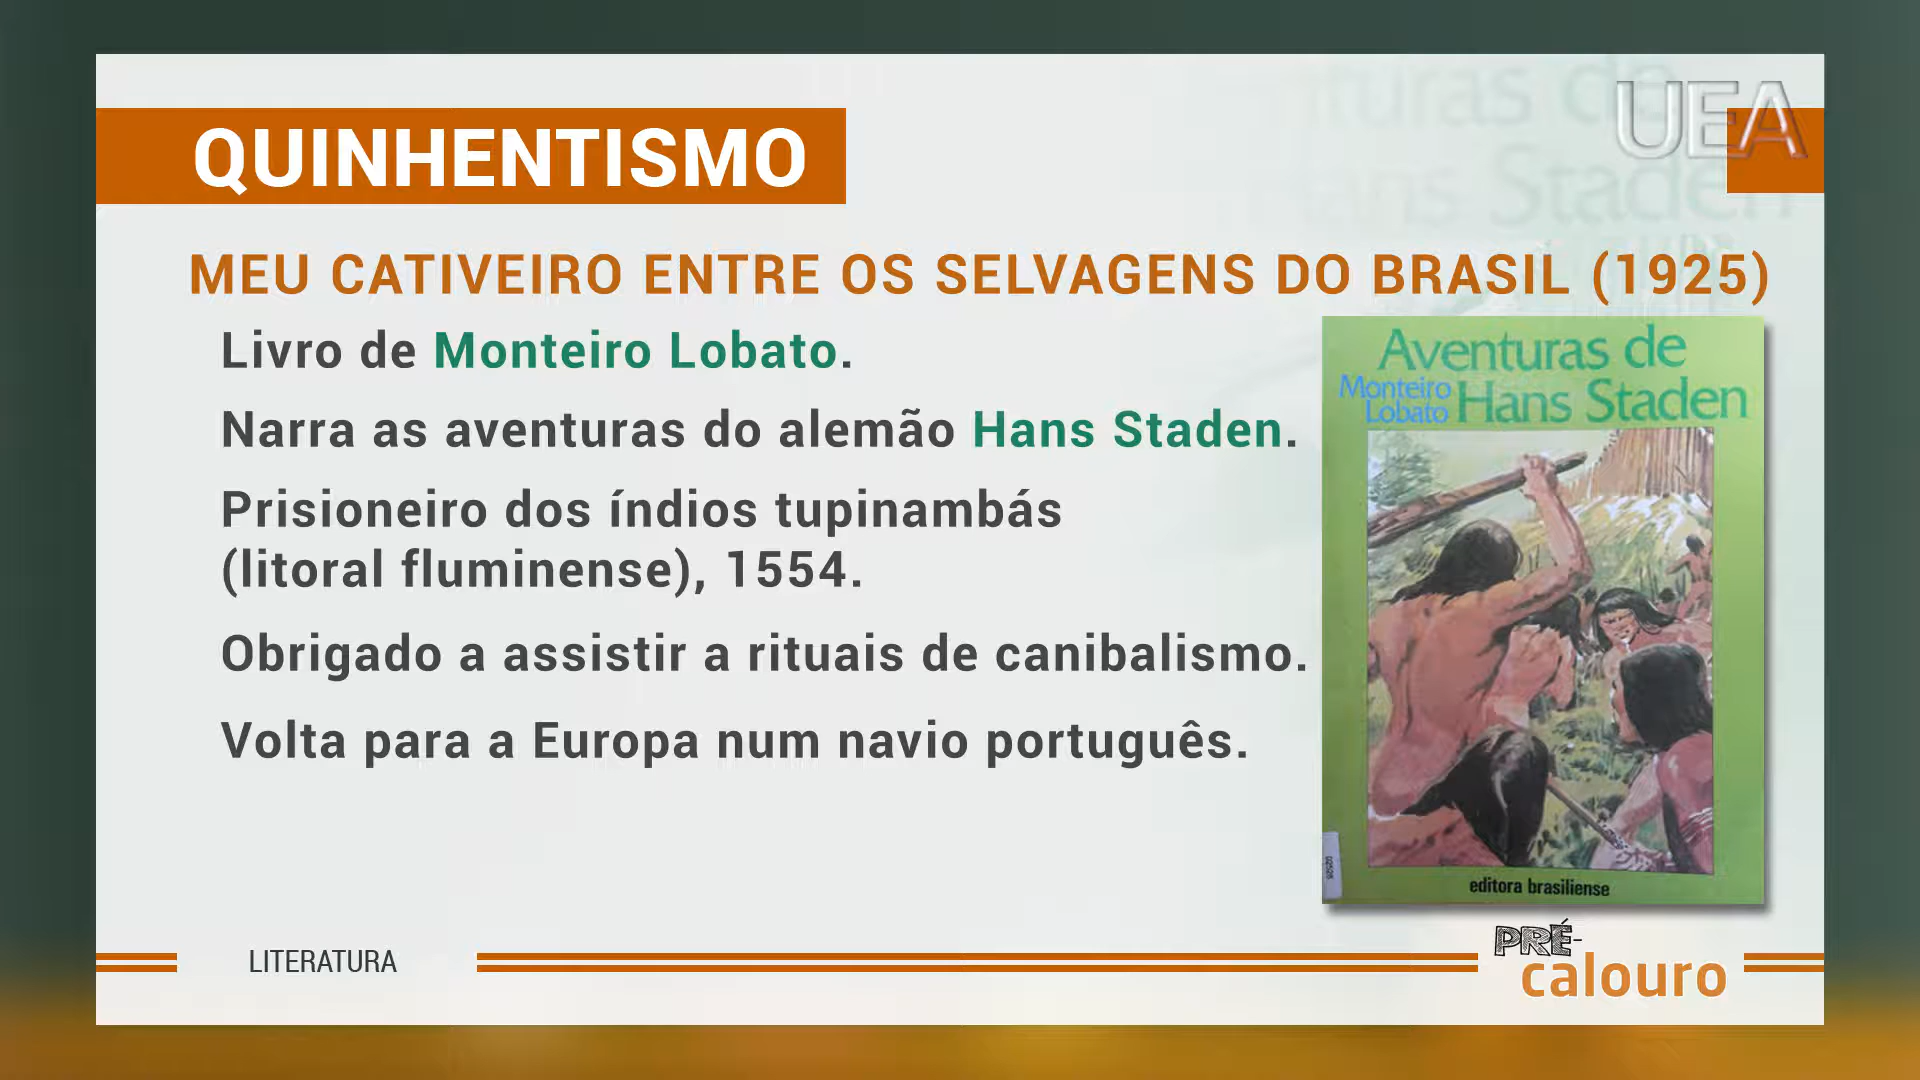 UEA
QUINHENTISMO
MEU CATIVEIRO ENTRE OS SELVAGENS DO BRASIL (1925)
Livro de Monteiro Lobato.
Narra as aventuras do alemão Hans Staden.
Prisioneiro dos índios tupinambás
(litoral fluminense), 1554.
Obrigado a assistir a rituais de canibalismo.
Volta para a Europa num navio português.
Aventuras de
Monteiro
Lobato
Hans Staden
editora brasiliense
LITERATURA
PRÉ-
calouro